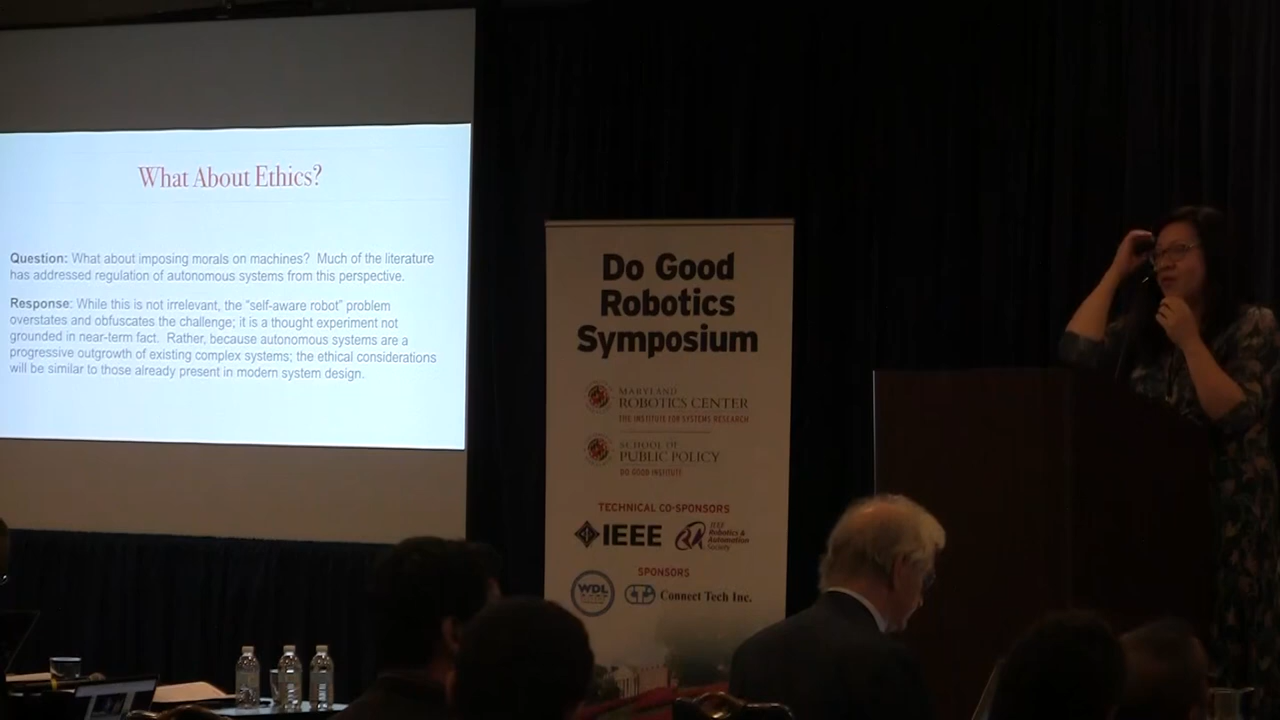 What About Ethics?
Question: What about imposing morals on machines? Much of the literature
has addressed regulation of autonomous systems from this perspective.
Response: While this is not irrelevant, the "self-aware robot" problem
overstates and obfuscates the challenge; it is a thought experiment not
grounded in near-term fact. Rather, because autonomous systems are a
progressive outgrowth of existing complex systems; the ethical considerations
will be similar to those already present in modern system design.
Do Good
Robotics
Symposium
MARYLAND
ROBOTICS CENTER
THE INSTITUTE FOR SYSTEMS RESEARCH
SCHOOL OF
PUBLIC POLICY
DO GOOD INSTITUTE
TECHNICAL CO-SPONSORS
IEEE
IEEE
Robotics &
Automation
Society
SPONSORS
WDL
Connect Tech Inc.